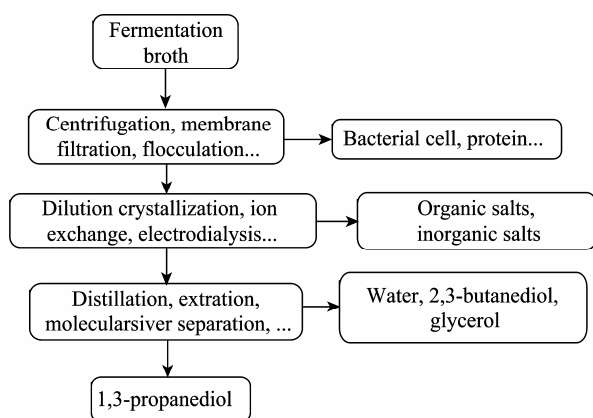 Fermentation
broth
Centrifugation, membrane
filtration, flocculation...
Bacterial cell, protein...
Dilution crystallization, ion
exchange, electrodialysis...
Organic salts,
inorganic salts
Distillation, extration,
molecularsiver separation, ...
Water, 2,3-butanediol,
glycerol
1,3-propanediol